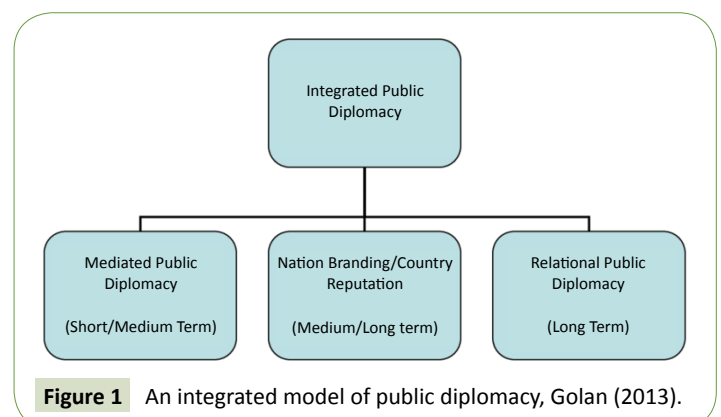 Integrated Public
Diplomacy
Mediated Public
Diplomacy
(Short/Medium Term)
Nation Branding/Country
Reputation
(Medium/Long term)
Relational Public
Diplomacy
(Long Term)
Figure 1 An integrated model of public diplomacy, Golan (2013).